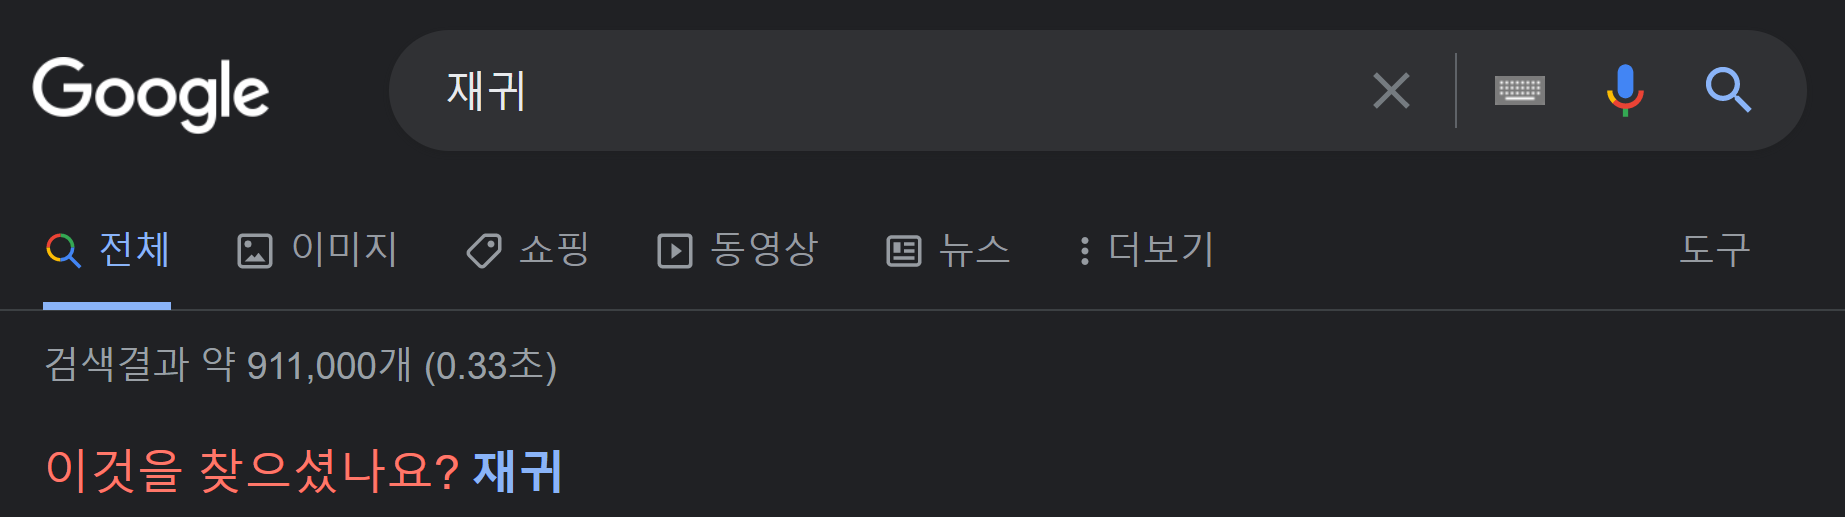 Google 재귀
전체 이미지 쇼핑 동영상 뉴스 더보기 도구
검색결과 약 911,000개 (0.33초)
이것을 찾으셨나요? 재귀